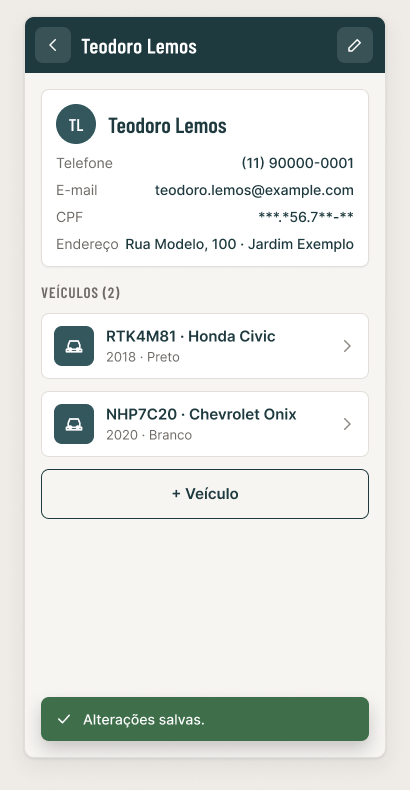 Teodoro Lemos
TL Teodoro Lemos
Telefone (11) 90000-0001
E-mail teodoro.lemos@example.com
CPF ***.*56.7**-**
Endereço Rua Modelo, 100 · Jardim Exemplo
VEÍCULOS (2)
RTK4M81 · Honda Civic
2018 · Preto
NHP7C20 · Chevrolet Onix
2020 · Branco
+ Veículo
Alterações salvas.